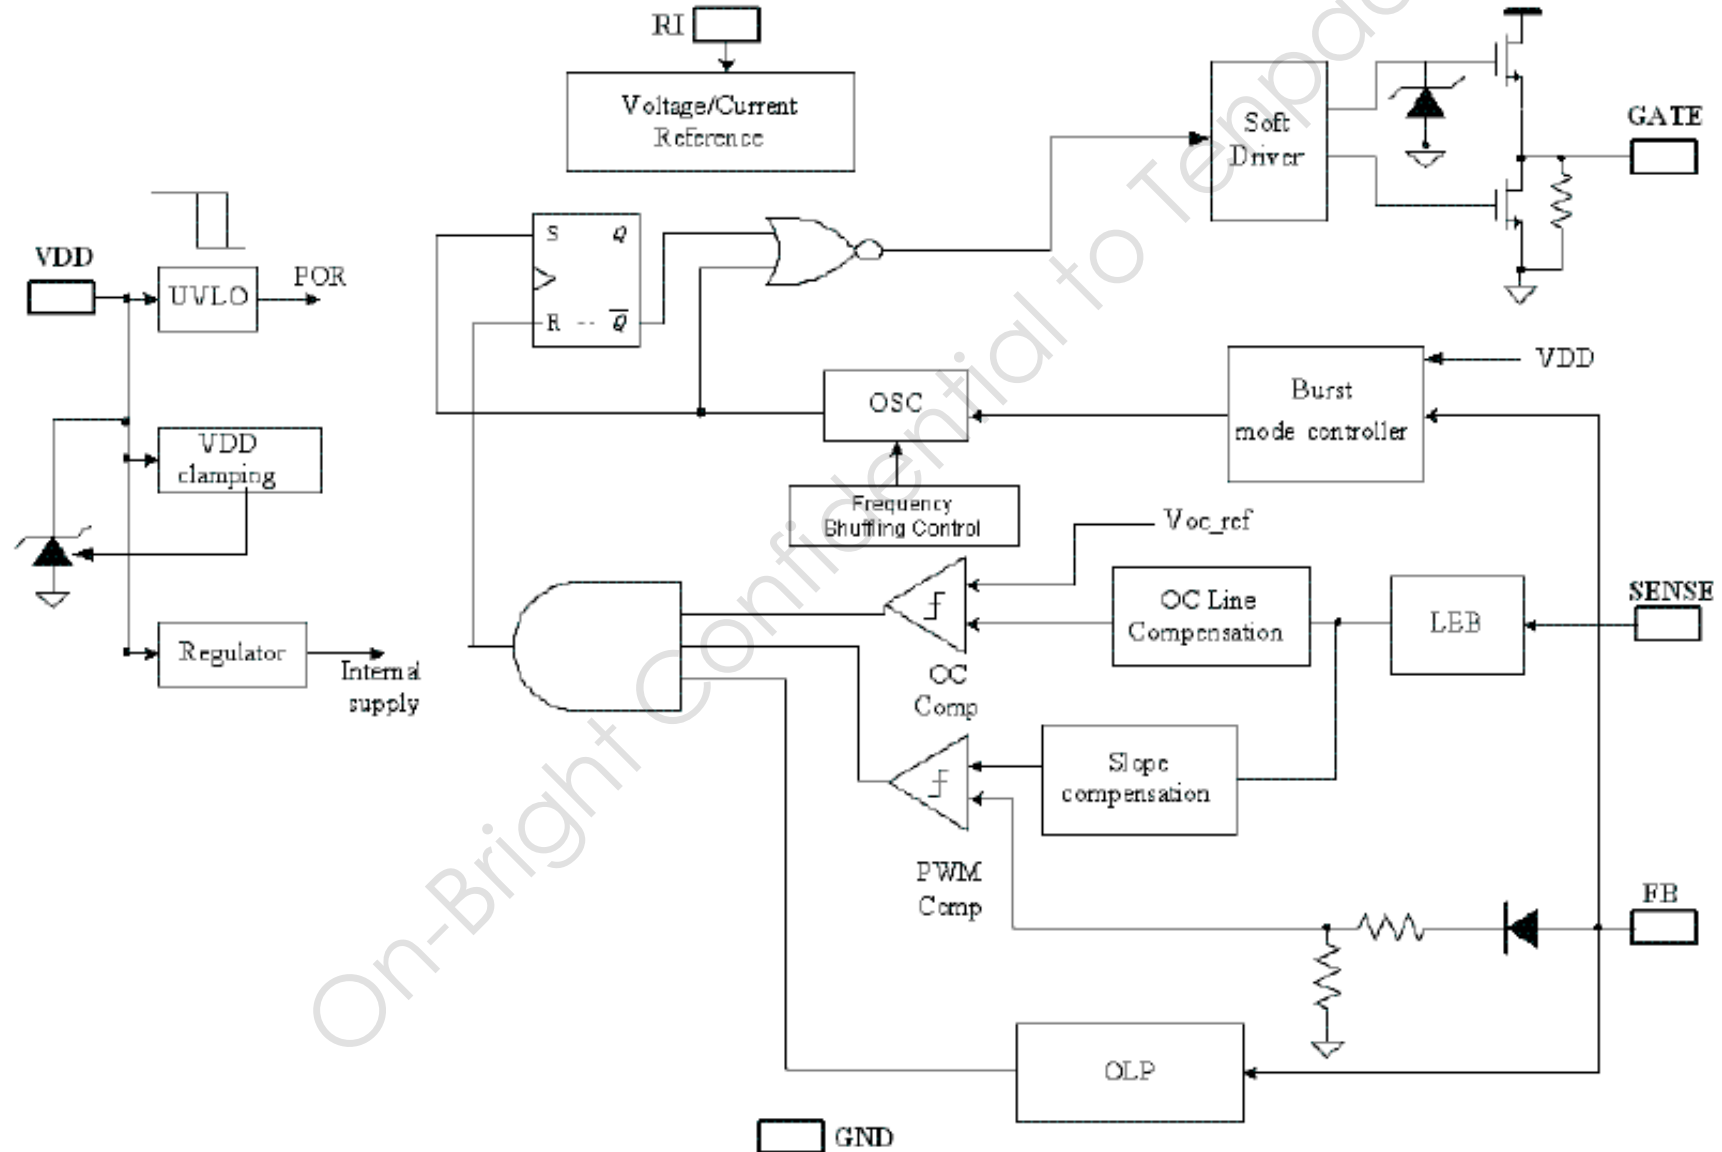 RI
Voltage/Current
Reference
Soft
Driver
GATE
S Q
R -- Q
VDD
UVLO
POR
VDD
clamping
Regulator
Internal
supply
OSC
Frequency
Shuffling Control
Burst
mode controller
VDD
Voc_ref
OC Line
Compensation
LEB
SENSE
OC
Comp
Slope
compensation
PWM
Comp
FB
OLP
GND
On-Bright Confidential to Tenpao